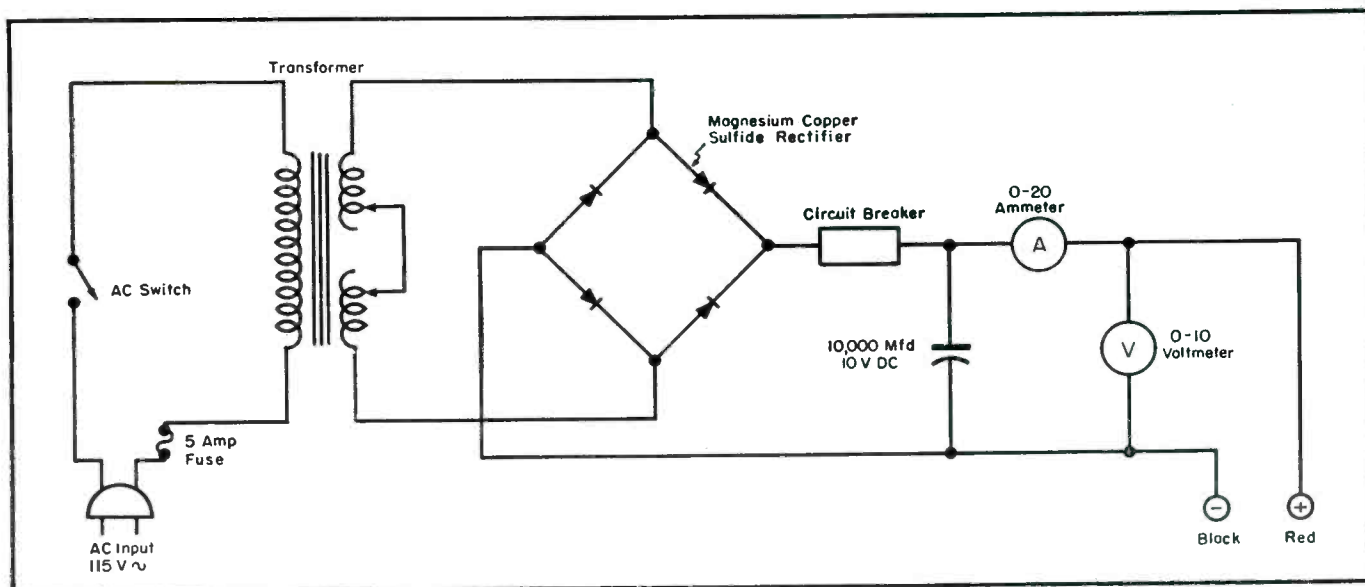 Transformer
Magnesium Copper
Sulfide Rectifier
Circuit Breaker
0-20
Ammeter
A
AC Switch
10,000 Mfd
10 V DC
V
0-10
Voltmeter
5 Amp
Fuse
AC Input
115 V ~
−
Black
+
Red